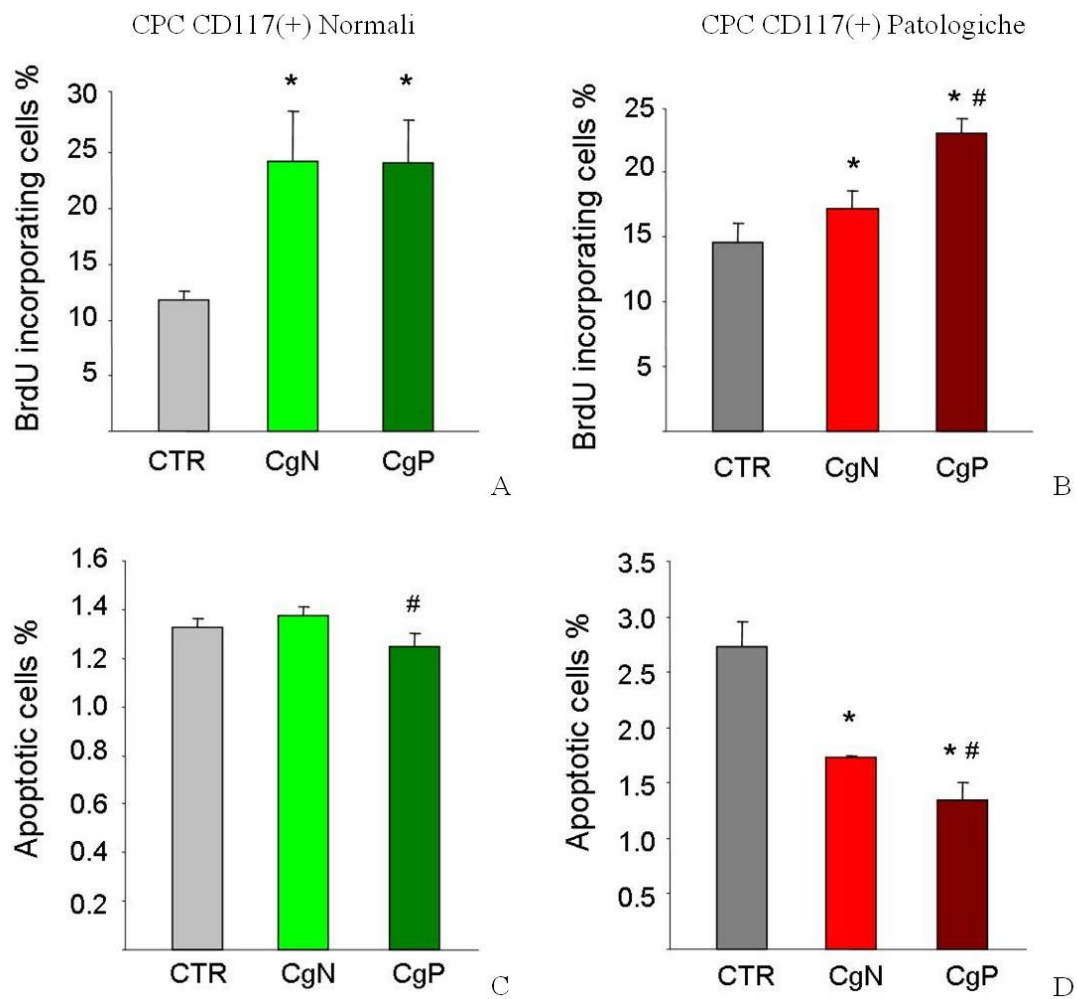 CPC CD117(+) Normali
CPC CD117(+) Patologiche
BrdU incorporating cells %
30
25
20
15
10
5
*
*
CTR
CgN
CgP
A
BrdU incorporating cells %
25
20
15
10
5
*
* #
CTR
CgN
CgP
B
Apoptotic cells %
1.6
1.4
1.2
1.0
0.8
0.6
0.4
0.2
#
CTR
CgN
CgP
C
Apoptotic cells %
3.5
3.0
2.5
2.0
1.5
1.0
0.5
*
* #
CTR
CgN
CgP
D